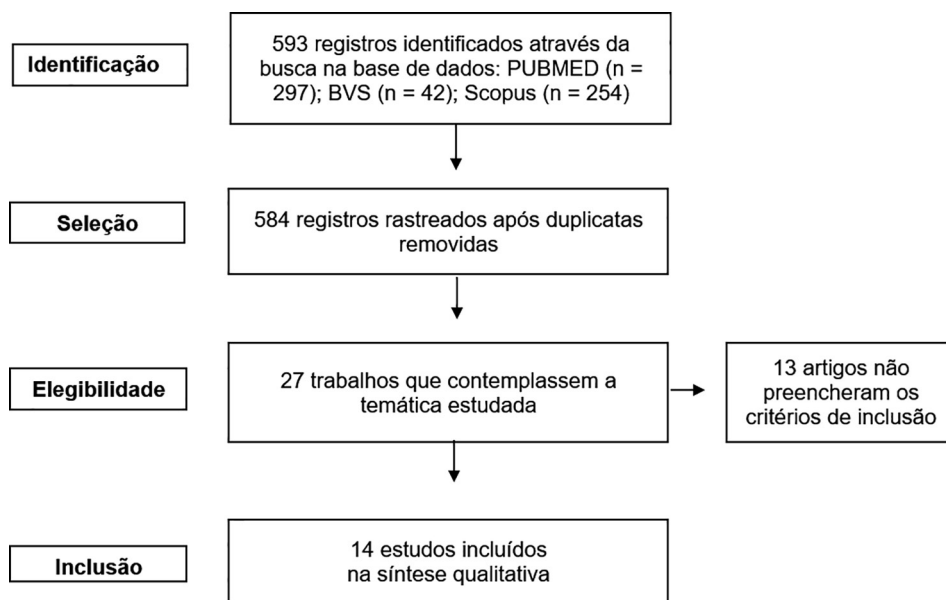 Identificação
593 registros identificados através da
busca na base de dados: PUBMED (n =
297); BVS (n = 42); Scopus (n = 254)
Seleção
584 registros rastreados após duplicatas
removidas
Elegibilidade
27 trabalhos que contemplassem a
temática estudada
13 artigos não
preencheram os
critérios de inclusão
Inclusão
14 estudos incluídos
na síntese qualitativa